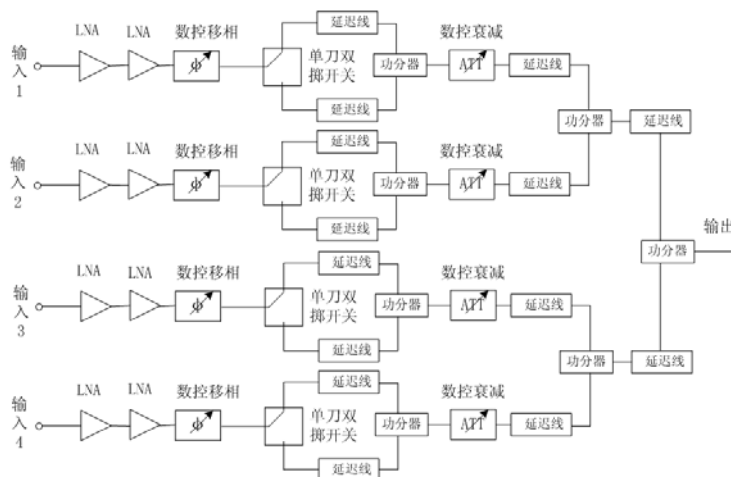 延迟线
LNA
LNA
数控移相
数控衰减
输入1
ϕ
单刀双掷开关
功分器
ATT
延迟线
延迟线
功分器
延迟线
延迟线
LNA
LNA
数控移相
数控衰减
输入2
ϕ
单刀双掷开关
功分器
ATT
延迟线
延迟线
输出
功分器
延迟线
LNA
LNA
数控移相
数控衰减
输入3
ϕ
单刀双掷开关
功分器
ATT
延迟线
延迟线
功分器
延迟线
延迟线
LNA
LNA
数控移相
数控衰减
输入4
ϕ
单刀双掷开关
功分器
ATT
延迟线
延迟线